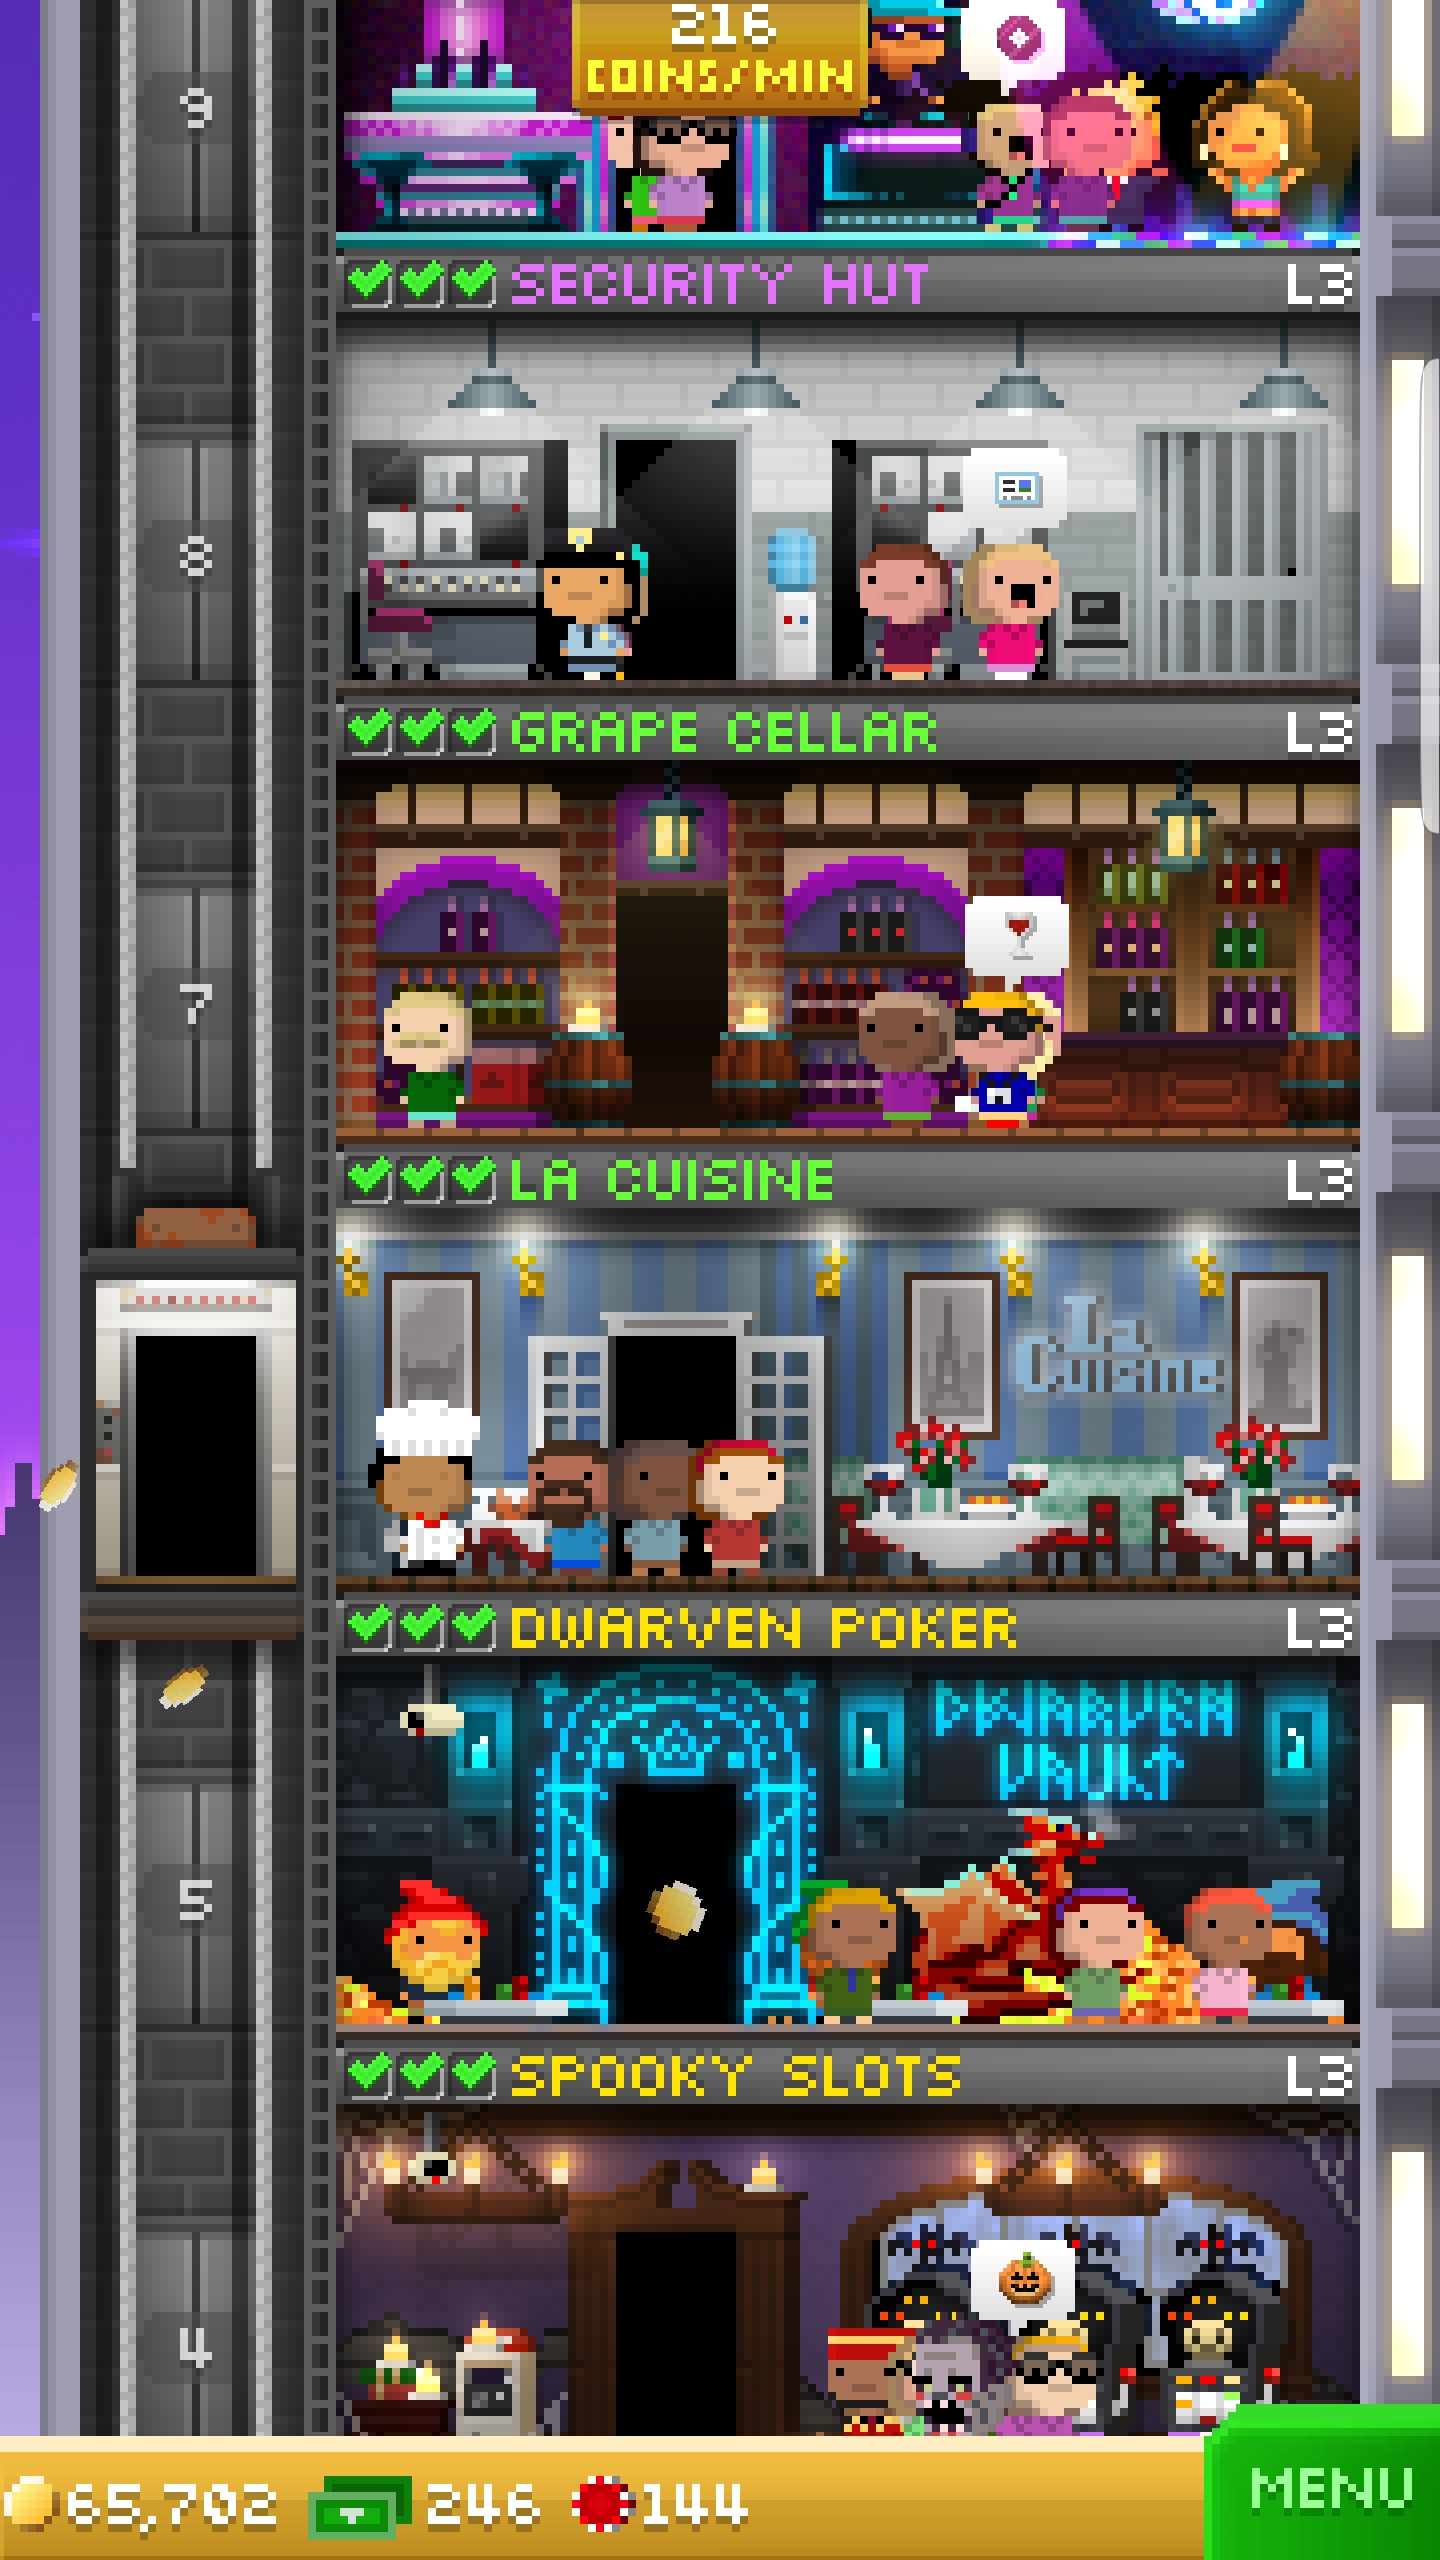 216
COINS/MIN
9
SECURITY HUT L3
8
GRAPE CELLAR L3
7
LA CUISINE L3
La
Cuisine
DWARVEN POKER L3
DWARVEN
VAULT
5
SPOOKY SLOTS L3
4
65,702 246 144 MENU